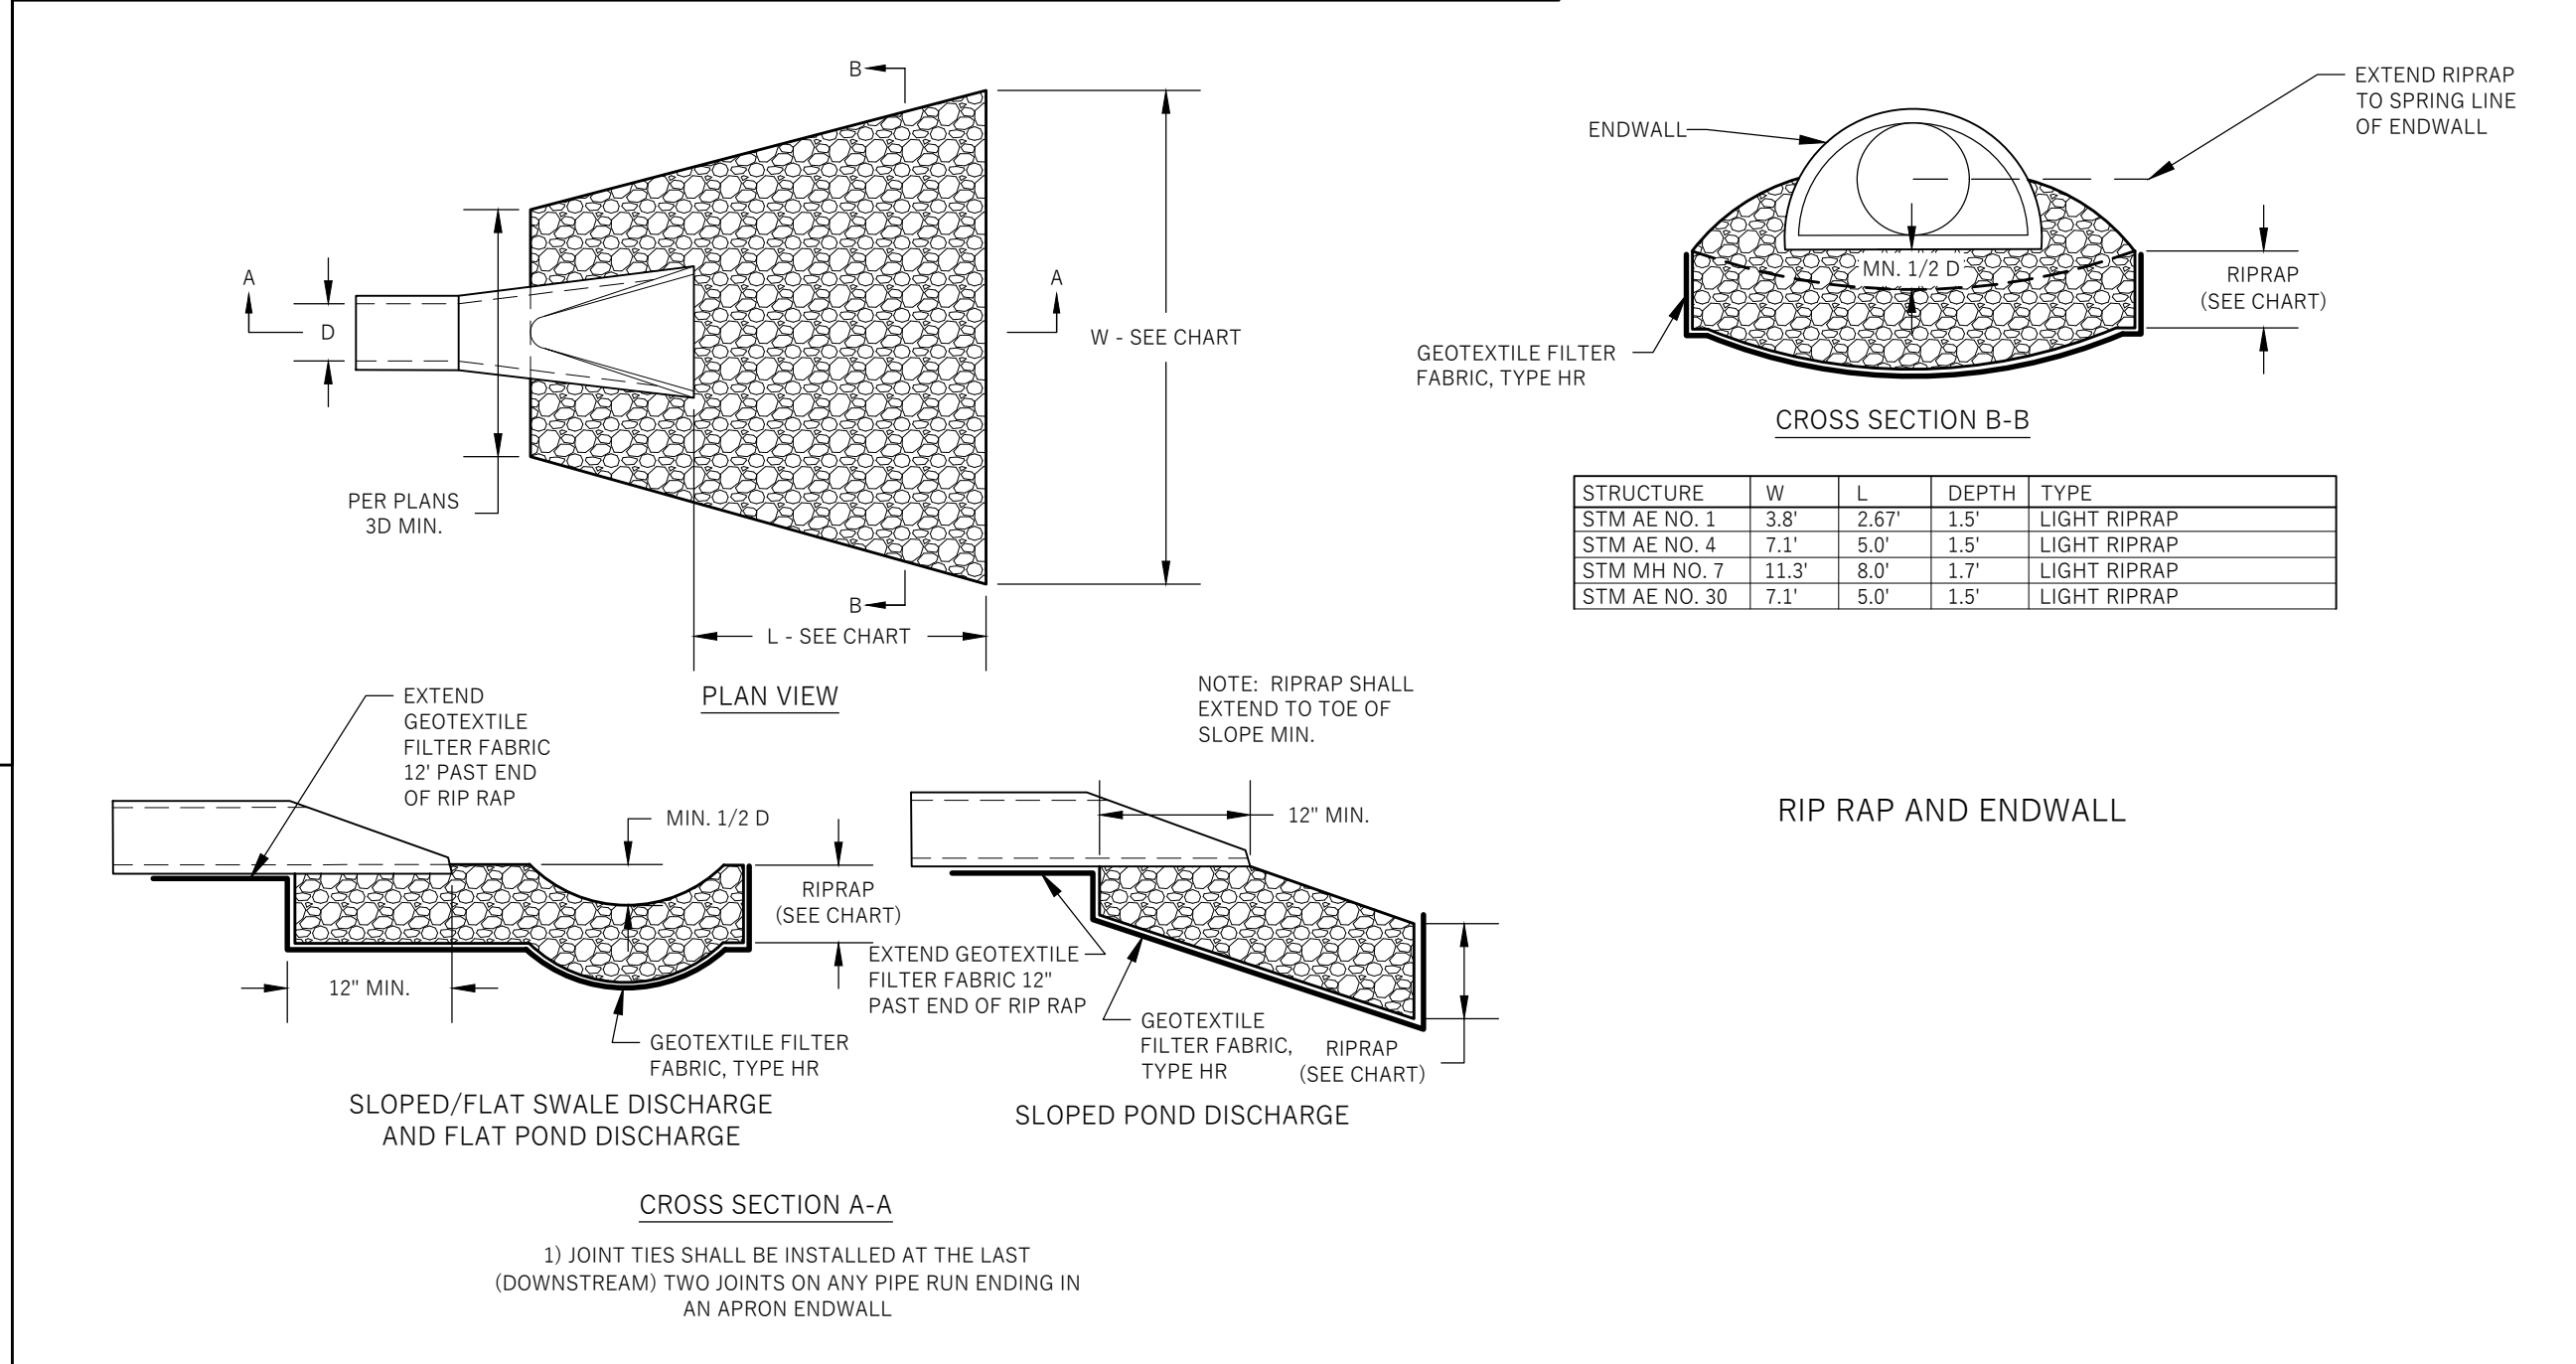 B
A
D
A
W - SEE CHART
PER PLANS
3D MIN.
B
L - SEE CHART
PLAN VIEW
EXTEND RIPRAP
TO SPRING LINE
OF ENDWALL
ENDWALL
MN. 1/2 D
RIPRAP
(SEE CHART)
GEOTEXTILE FILTER
FABRIC, TYPE HR
CROSS SECTION B-B
STRUCTURE W L DEPTH TYPE
STM AE NO. 1 3.8' 2.67' 1.5' LIGHT RIPRAP
STM AE NO. 4 7.1' 5.0' 1.5' LIGHT RIPRAP
STM MH NO. 7 11.3' 8.0' 1.7' LIGHT RIPRAP
STM AE NO. 30 7.1' 5.0' 1.5' LIGHT RIPRAP
EXTEND
GEOTEXTILE
FILTER FABRIC
12' PAST END
OF RIP RAP
MIN. 1/2 D
RIPRAP
(SEE CHART)
12" MIN.
GEOTEXTILE FILTER
FABRIC, TYPE HR
SLOPED/FLAT SWALE DISCHARGE
AND FLAT POND DISCHARGE
NOTE: RIPRAP SHALL
EXTEND TO TOE OF
SLOPE MIN.
12" MIN.
EXTEND GEOTEXTILE
FILTER FABRIC 12"
PAST END OF RIP RAP
GEOTEXTILE
FILTER FABRIC,
TYPE HR
RIPRAP
(SEE CHART)
SLOPED POND DISCHARGE
RIP RAP AND ENDWALL
CROSS SECTION A-A
1) JOINT TIES SHALL BE INSTALLED AT THE LAST
(DOWNSTREAM) TWO JOINTS ON ANY PIPE RUN ENDING IN
AN APRON ENDWALL